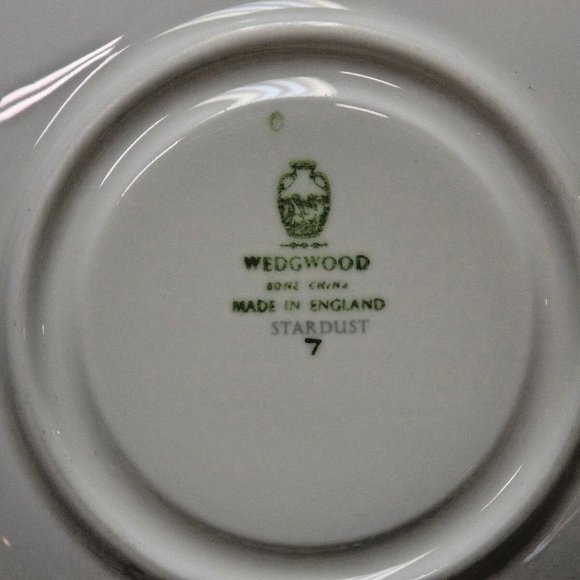 C
WEDGWOOD
BONE CHINA
MADE IN ENGLAND
STARDUST
7